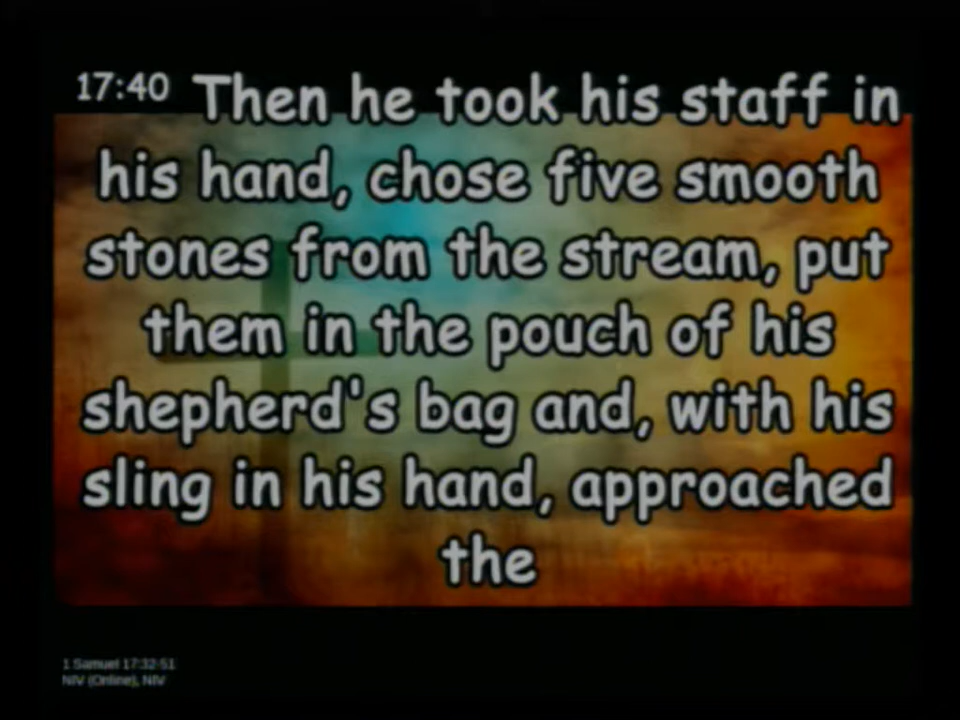 17:40 Then he took his staff in
his hand, chose five smooth
stones from the stream, put
them in the pouch of his
shepherd's bag and, with his
sling in his hand, approached
the
1 Samuel 17:32-51
NIV (Online), NIV